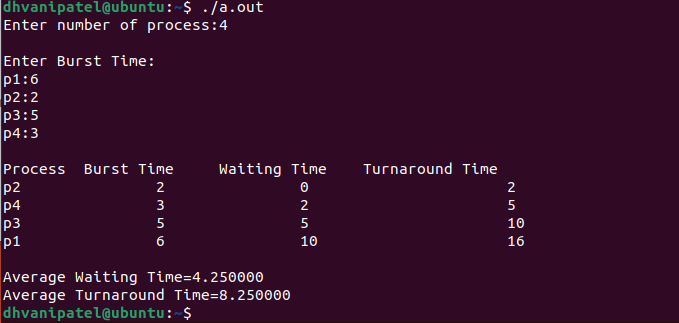 dhvanipatel@ubuntu:~$ ./a.out
Enter number of process:4
Enter Burst Time:
p1:6
p2:2
p3:5
p4:3
Process  Burst Time     Waiting Time    Turnaround Time
p2               2               0                      2
p4               3               2                      5
p3               5               5                      10
p1               6               10                     16
Average Waiting Time=4.250000
Average Turnaround Time=8.250000
dhvanipatel@ubuntu:~$